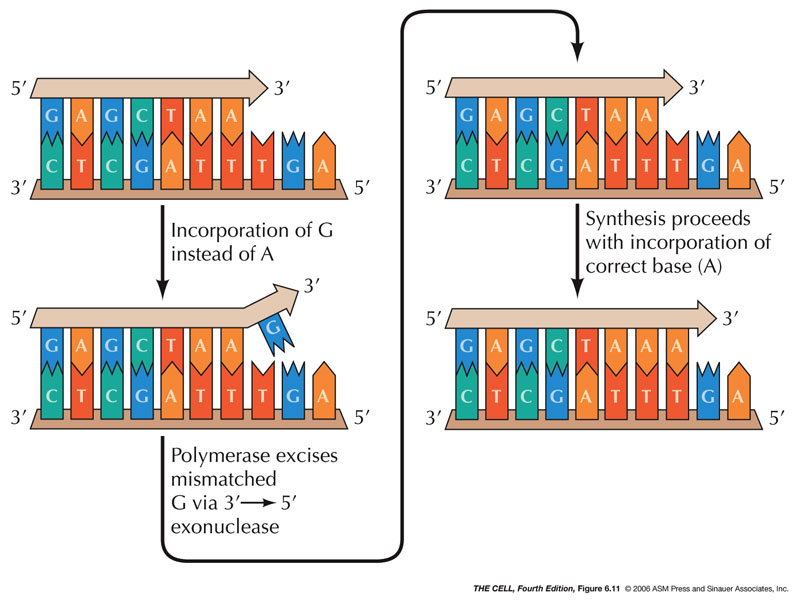 5′ 3′
G A G C T A A
C T C G A T T T G A
3′ 5′
Incorporation of G
instead of A
3′
5′
G
G A G C T A A
C T C G A T T T G A
3′ 5′
Polymerase excises
mismatched
G via 3′ → 5′
exonuclease
5′ 3′
G A G C T A A
C T C G A T T T G A
3′ 5′
Synthesis proceeds
with incorporation of
correct base (A)
5′ 3′
G A G C T A A A
C T C G A T T T G A
3′ 5′
THE CELL, Fourth Edition, Figure 6.11 © 2006 ASM Press and Sinauer Associates, Inc.